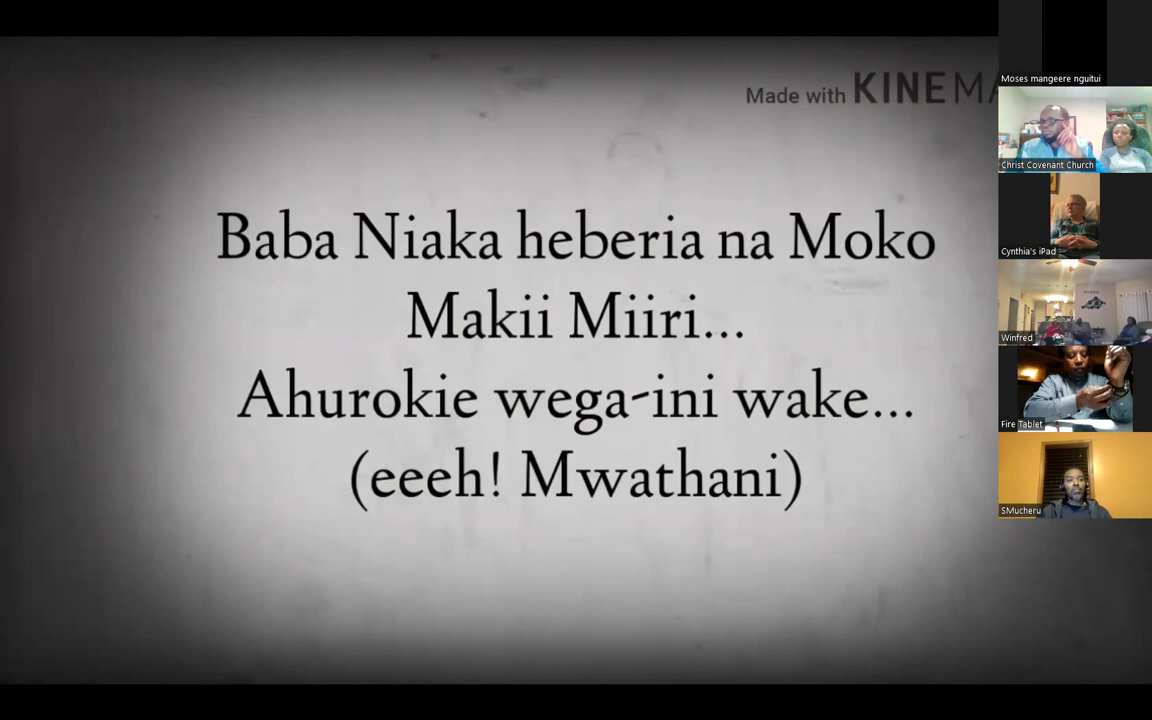 Made with KINEMA
Baba Niaka heberia na Moko
Makii Miiri...
Ahurokie wega-ini wake...
(eeeh! Mwathani)
Moses mangeere nguitui
Christ Covenant Church
Cynthia's iPad
Winfred
Fire Tablet
SMucheru